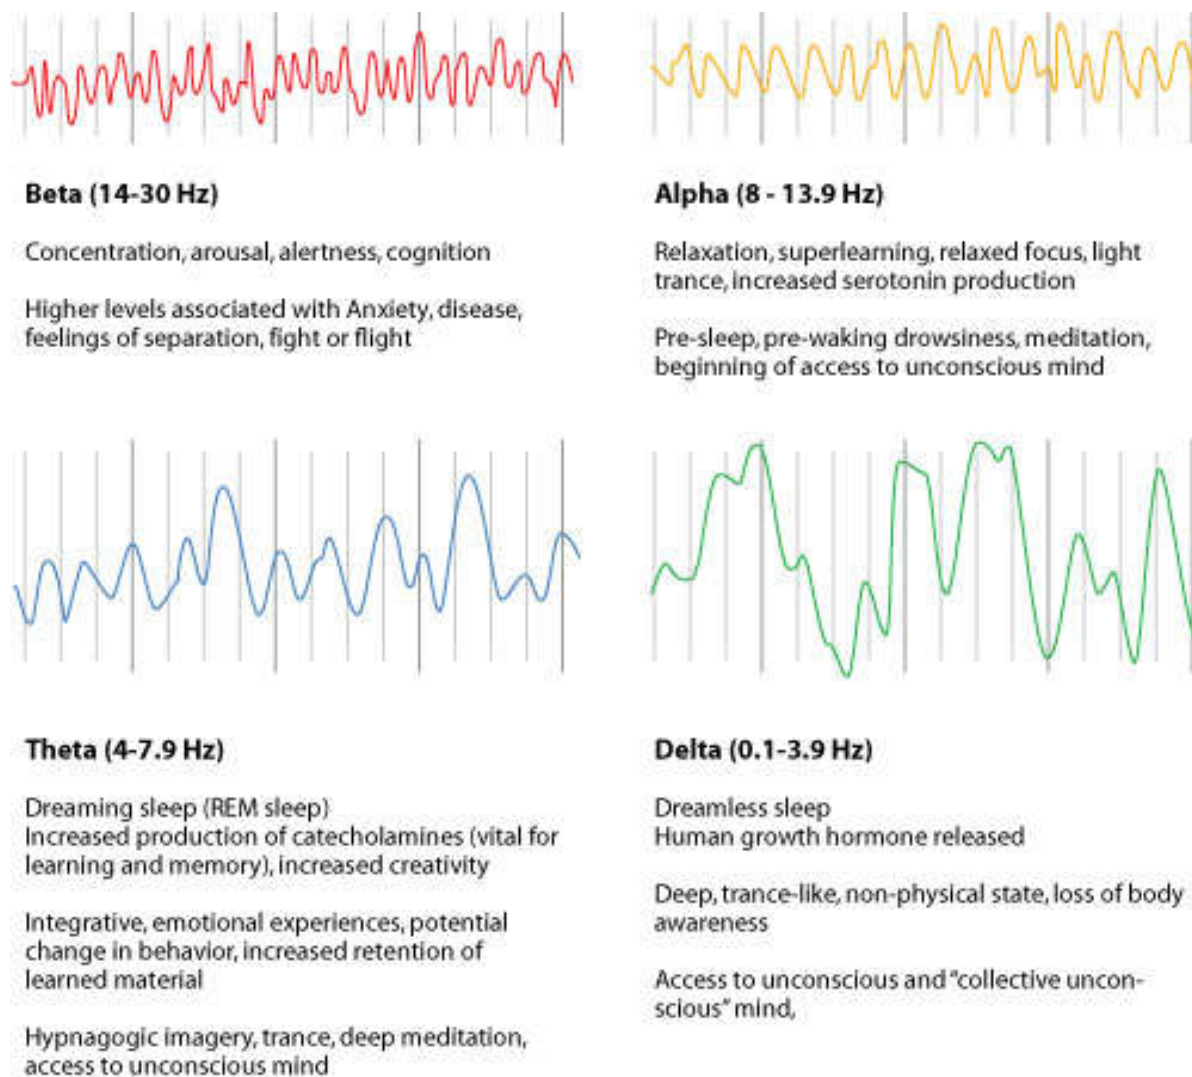 Beta (14-30 Hz)
Concentration, arousal, alertness, cognition
Higher levels associated with Anxiety, disease,
feelings of separation, fight or flight
Alpha (8 - 13.9 Hz)
Relaxation, superlearning, relaxed focus, light
trance, increased serotonin production
Pre-sleep, pre-waking drowsiness, meditation,
beginning of access to unconscious mind
Theta (4-7.9 Hz)
Dreaming sleep (REM sleep)
Increased production of catecholamines (vital for
learning and memory), increased creativity
Integrative, emotional experiences, potential
change in behavior, increased retention of
learned material
Hypnagogic imagery, trance, deep meditation,
access to unconscious mind
Delta (0.1-3.9 Hz)
Dreamless sleep
Human growth hormone released
Deep, trance-like, non-physical state, loss of body
awareness
Access to unconscious and "collective uncon-
scious" mind,